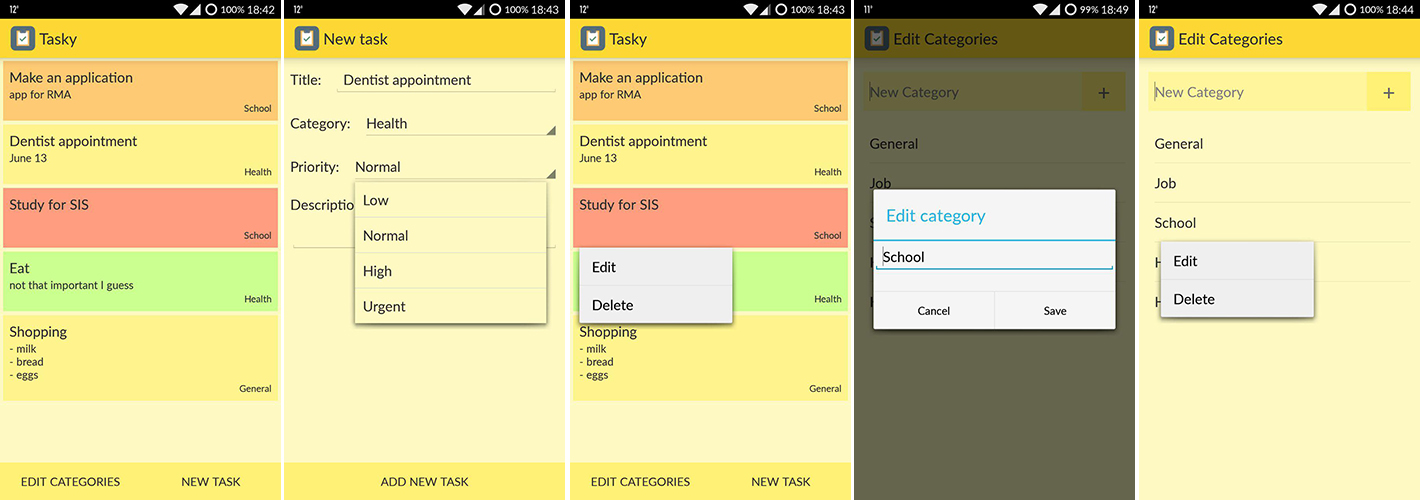 12' 100% 18:42
Tasky
Make an application
app for RMA
School
Dentist appointment
June 13
Health
Study for SIS
School
Eat
not that important I guess
Health
Shopping
- milk
- bread
- eggs
General
EDIT CATEGORIES NEW TASK
12' 100% 18:43
New task
Title: Dentist appointment
Category: Health
Priority: Normal
Low
Descriptio
Normal
High
Urgent
ADD NEW TASK
12' 100% 18:43
Tasky
Make an application
app for RMA
School
Dentist appointment
June 13
Health
Study for SIS
School
Edit
Delete
Health
Shopping
- milk
- bread
- eggs
General
EDIT CATEGORIES NEW TASK
11' 99% 18:49
Edit Categories
New Category +
General
Job
Edit category
School
Cancel Save
12' 100% 18:44
Edit Categories
New Category +
General
Job
School
Edit
Delete